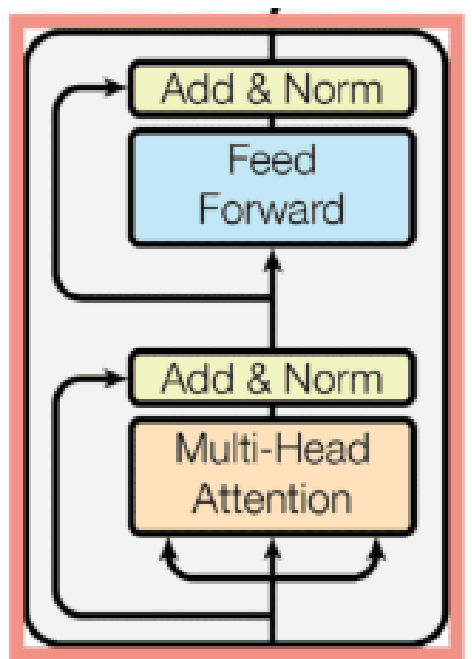 Add & Norm
Feed
Forward
Add & Norm
Multi-Head
Attention